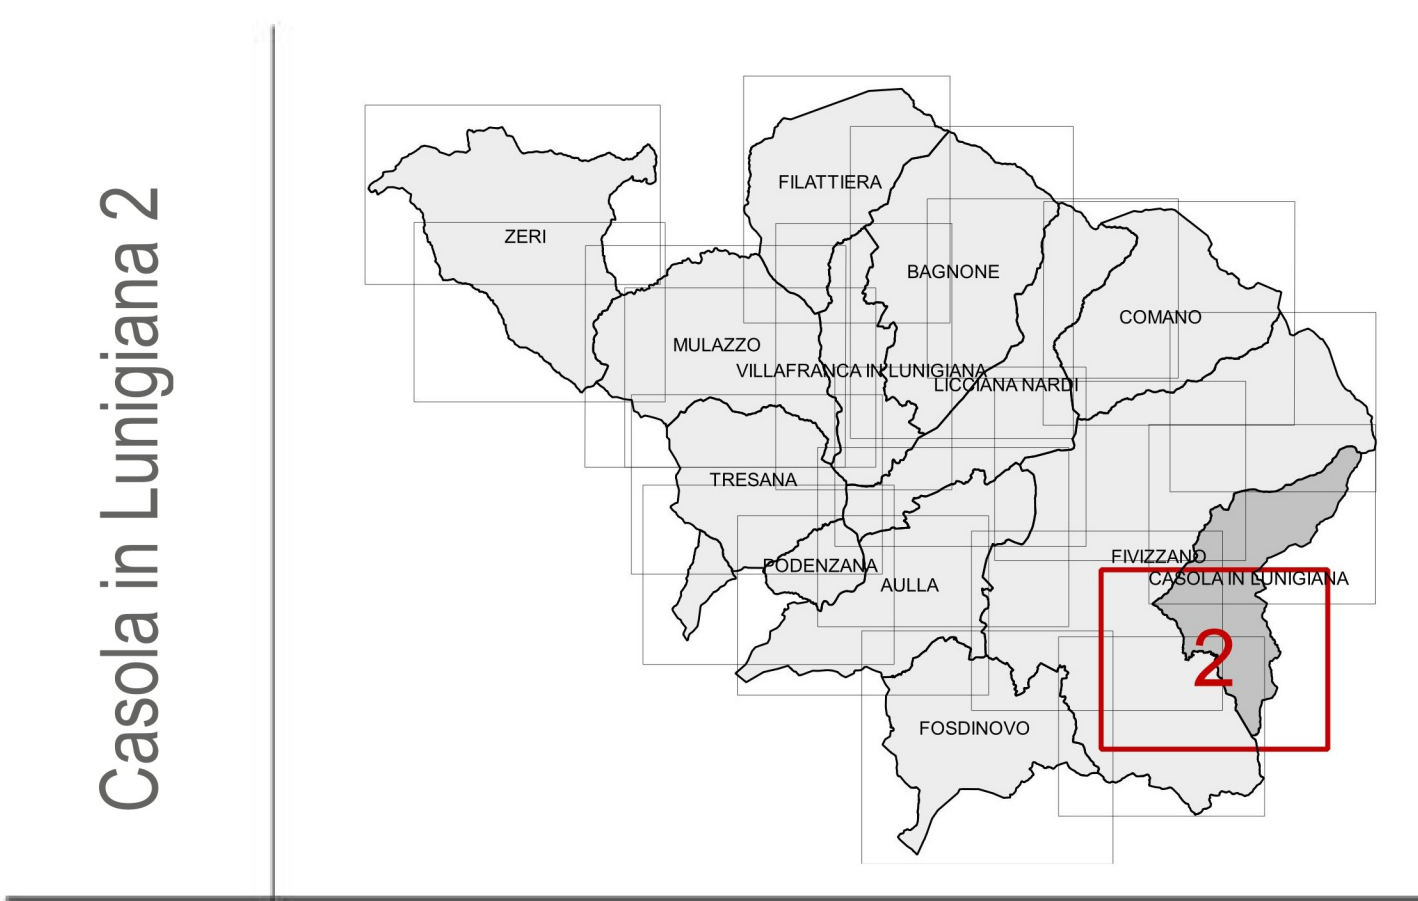 Casola in Lunigiana 2
FILATTIERA
ZERI
BAGNONE
COMANO
MULAZZO
VILLAFRANCA IN LUNIGIANA
LICCIANA NARDI
TRESANA
FIVIZZANO
PODENZANA
CASOLA IN LUNIGIANA
AULLA
2
FOSDINOVO